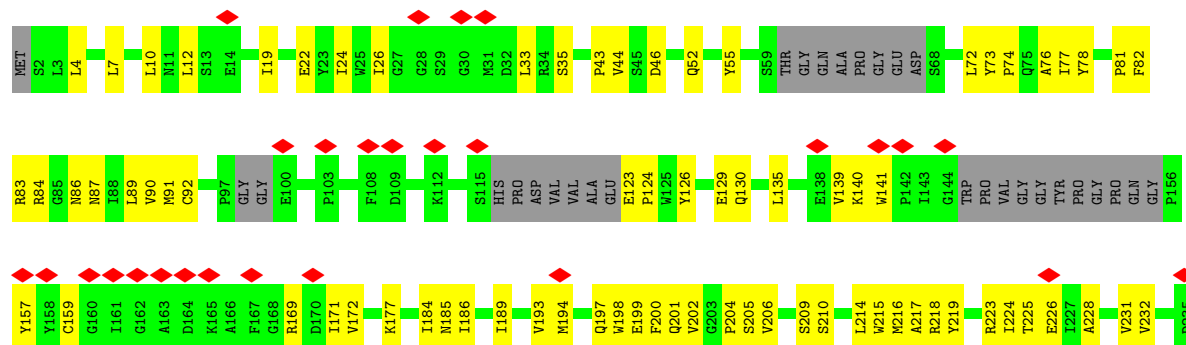 MET S2 L3 L4 L7 L10 N11 L12 S13 E14 I19 E22 Y23 I24 W25 I26 G27 G28 S29 G30 M31 D32 L33 R34 S35 P43 V44 S45 D46 Q52 Y55 S59 THR GLY GLN ALA PRO GLY GLU ASP S68 L72 Y73 P74 Q75 A76 I77 Y78 P81 F82
R83 R84 G85 N86 N87 I88 L89 V90 M91 C92 P97 GLY GLY E100 P103 F108 D109 K112 S115 HIS PRO ASP VAL VAL ALA GLU E123 P124 W125 Y126 E129 Q130 L135 E138 V139 K140 W141 P142 I143 G144 TRP PRO VAL GLY GLY TYR PRO GLY PRO GLN GLY P156
Y157 Y158 C159 G160 I161 G162 A163 D164 K165 A166 F167 G168 R169 D170 I171 V172 K177 I184 N185 I186 I189 V193 M194 Q197 W198 E199 F200 Q201 V202 G203 P204 S205 V206 S209 S210 L214 W215 M216 A217 R218 Y219 R223 I224 T225 E226 I227 A228 V231 V232